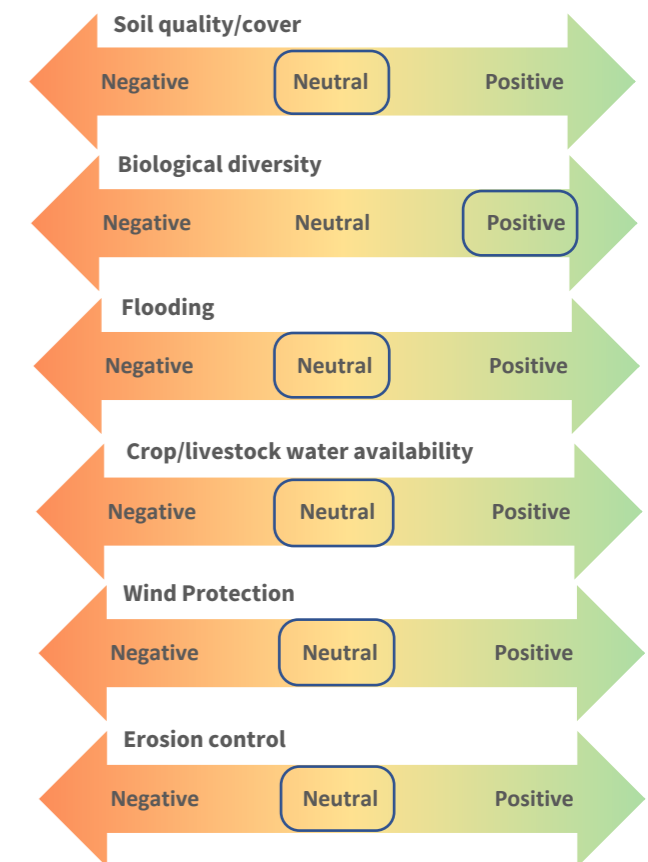 Soil quality/cover
Negative Neutral Positive
Biological diversity
Negative Neutral Positive
Flooding
Negative Neutral Positive
Crop/livestock water availability
Negative Neutral Positive
Wind Protection
Negative Neutral Positive
Erosion control
Negative Neutral Positive